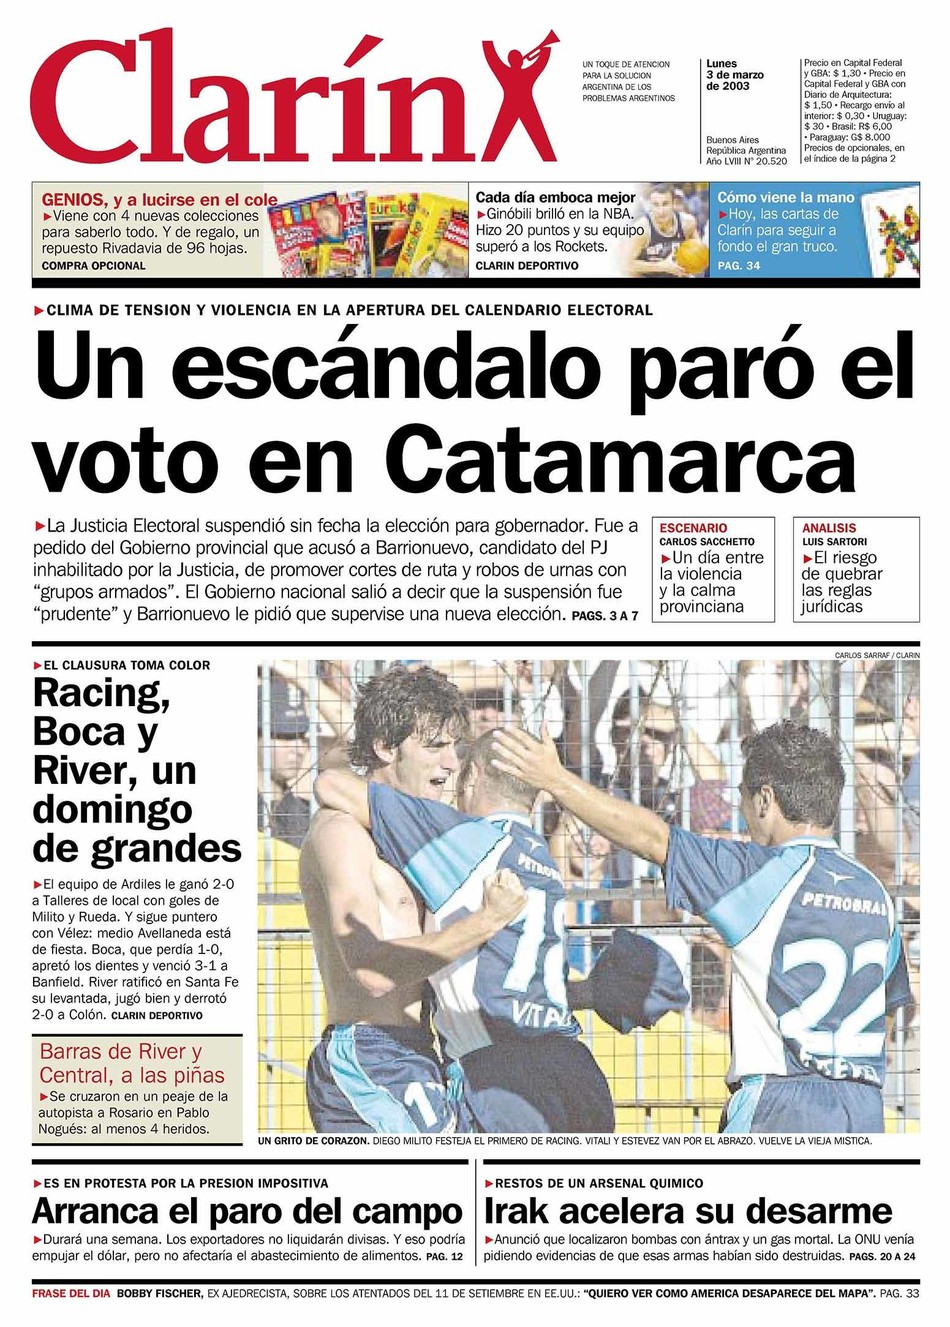 Clarín
UN TOQUE DE ATENCION
PARA LA SOLUCION
ARGENTINA DE LOS
PROBLEMAS ARGENTINOS
Lunes
3 de marzo
de 2003
Buenos Aires
República Argentina
Año LVIII N° 20.520
Precio en Capital Federal
y GBA: $ 1,30 • Precio en
Capital Federal y GBA con
Diario de Arquitectura:
$ 1,50 • Recargo envío al
interior: $ 0,30 • Uruguay:
$ 30 • Brasil: R$ 6,00
• Paraguay: G$ 8.000
Precios de opcionales, en
el índice de la página 2
GENIOS, y a lucirse en el cole
▶Viene con 4 nuevas colecciones
para saberlo todo. Y de regalo, un
repuesto Rivadavia de 96 hojas.
COMPRA OPCIONAL
Cada día emboca mejor
▶Ginóbili brilló en la NBA.
Hizo 20 puntos y su equipo
superó a los Rockets.
CLARIN DEPORTIVO
Cómo viene la mano
▶Hoy, las cartas de
Clarín para seguir a
fondo el gran truco.
PAG. 34
▶CLIMA DE TENSION Y VIOLENCIA EN LA APERTURA DEL CALENDARIO ELECTORAL
Un escándalo paró el
voto en Catamarca
▶La Justicia Electoral suspendió sin fecha la elección para gobernador. Fue a
pedido del Gobierno provincial que acusó a Barrionuevo, candidato del PJ
inhabilitado por la Justicia, de promover cortes de ruta y robos de urnas con
“grupos armados”. El Gobierno nacional salió a decir que la suspensión fue
“prudente” y Barrionuevo le pidió que supervise una nueva elección. PAGS. 3 A 7
ESCENARIO
CARLOS SACCHETTO
▶Un día entre
la violencia
y la calma
provinciana
ANALISIS
LUIS SARTORI
▶El riesgo
de quebrar
las reglas
jurídicas
▶EL CLAUSURA TOMA COLOR
Racing,
Boca y
River, un
domingo
de grandes
▶El equipo de Ardiles le ganó 2-0
a Talleres de local con goles de
Milito y Rueda. Y sigue puntero
con Vélez: medio Avellaneda está
de fiesta. Boca, que perdía 1-0,
apretó los dientes y venció 3-1 a
Banfield. River ratificó en Santa Fe
su levantada, jugó bien y derrotó
2-0 a Colón. CLARIN DEPORTIVO
Barras de River y
Central, a las piñas
▶Se cruzaron en un peaje de la
autopista a Rosario en Pablo
Nogués: al menos 4 heridos.
CARLOS SARRAF / CLARIN
PETROBRAS
VITALI
PETROBRAS
22
UN GRITO DE CORAZON. DIEGO MILITO FESTEJA EL PRIMERO DE RACING. VITALI Y ESTEVEZ VAN POR EL ABRAZO. VUELVE LA VIEJA MISTICA.
▶ES EN PROTESTA POR LA PRESION IMPOSITIVA
Arranca el paro del campo
▶Durará una semana. Los exportadores no liquidarán divisas. Y eso podría
empujar el dólar, pero no afectaría el abastecimiento de alimentos. PAG. 12
▶RESTOS DE UN ARSENAL QUIMICO
Irak acelera su desarme
▶Anunció que localizaron bombas con ántrax y un gas mortal. La ONU venía
pidiendo evidencias de que esas armas habían sido destruidas. PAGS. 20 A 24
FRASE DEL DIA BOBBY FISCHER, EX AJEDRECISTA, SOBRE LOS ATENTADOS DEL 11 DE SETIEMBRE EN EE.UU.: “QUIERO VER COMO AMERICA DESAPARECE DEL MAPA”. PAG. 33